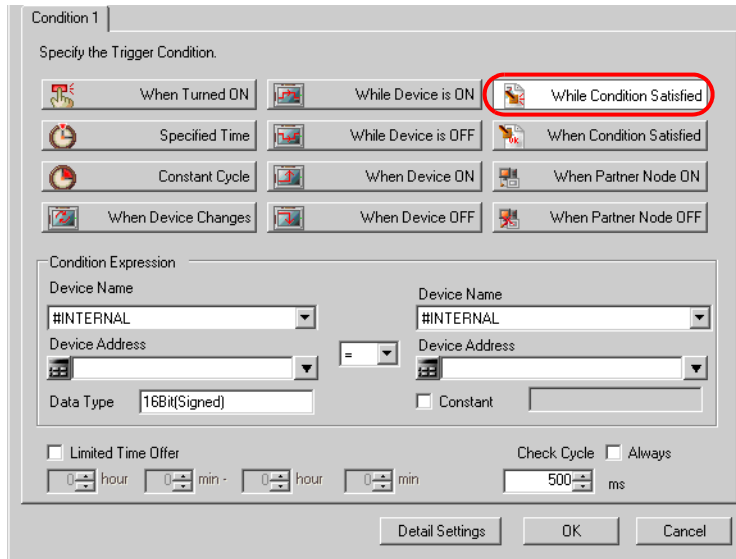 Condition 1
Specify the Trigger Condition.
When Turned ON While Device is ON While Condition Satisfied
Specified Time While Device is OFF When Condition Satisfied
Constant Cycle When Device ON When Partner Node ON
When Device Changes When Device OFF When Partner Node OFF
Condition Expression
Device Name Device Name
#INTERNAL #INTERNAL
Device Address = Device Address
Data Type 16Bit(Signed) Constant
Limited Time Offer Check Cycle Always
0 hour 0 min - 0 hour 0 min 500 ms
Detail Settings OK Cancel